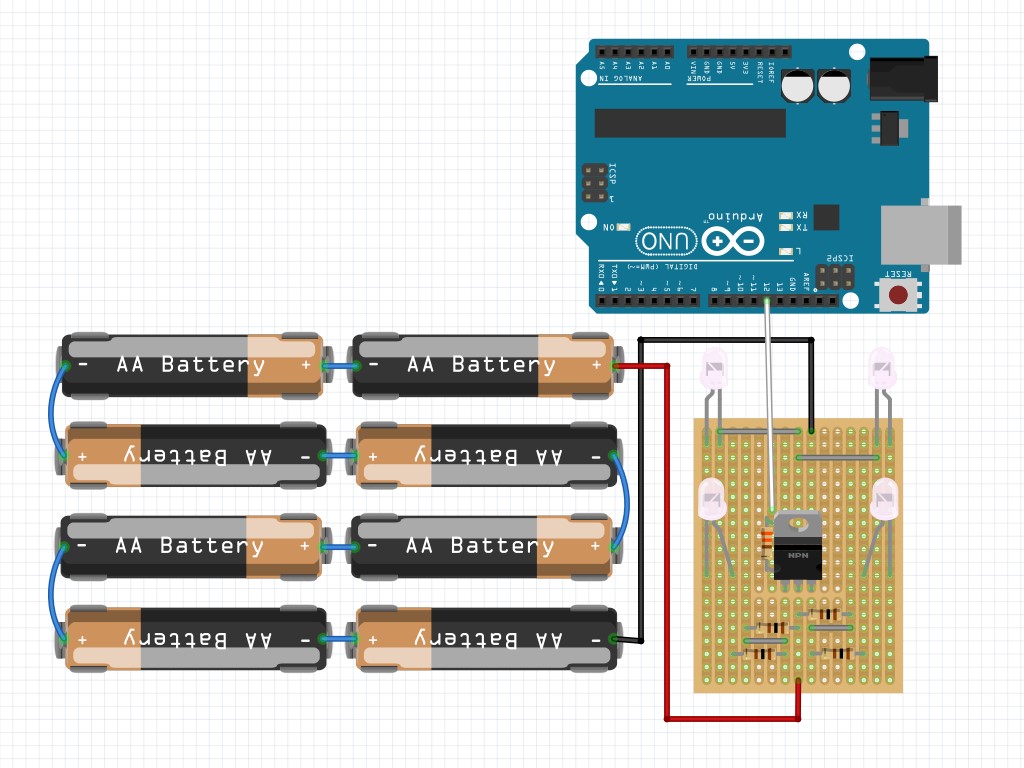 A5 A4 A3 A2 A1 A0 VIN GND GND 5V 3V3 RESET IOREF
ANALOG IN POWER
ICSP
1
ON
UNO
Arduino™
RX
TX
L
ICSP2
RESET
DIGITAL (PWM=~)
RX0◄0 TX0►1 2 ~3 4 ~5 ~6 7 8 ~9 ~10 ~11 12 13 GND AREF
- AA Battery +
- AA Battery +
+ AA Battery -
+ AA Battery -
- AA Battery +
- AA Battery +
+ AA Battery -
+ AA Battery -
NPN